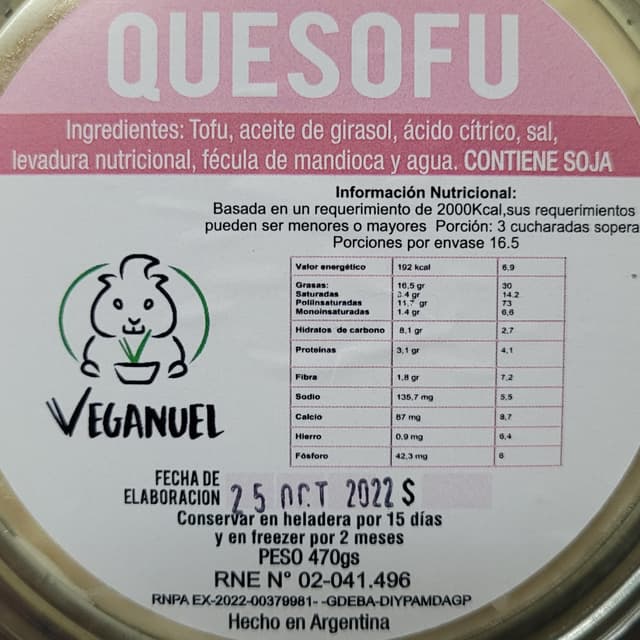 QUESOFU
Ingredientes: Tofu, aceite de girasol, ácido cítrico, sal,
levadura nutricional, fécula de mandioca y agua. CONTIENE SOJA
Información Nutricional:
Basada en un requerimiento de 2000Kcal,sus requerimientos
pueden ser menores o mayores Porción: 3 cucharadas sopera
Porciones por envase 16.5
Valor energético 192 kcal 6,9
Grasas: 16,5 gr 30
Saturadas gr 14.2
Poliinsaturadas gr 73
Monoinsaturadas 1.4 gr 6,6
Hidratos de carbono 8,1 gr 2,7
Proteínas 3,1 gr 4,1
Fibra 1,8 gr 7,2
Sodio 135,7 mg 5,5
Calcio 87 mg 8,7
Hierro 0.9 mg 6,4
Fósforo 42,3 mg 6
VEGANUEL
FECHA DE
ELABORACION 25 OCT 2022 $
Conservar en heladera por 15 días
y en freezer por 2 meses
PESO 470gs
RNE N° 02-041.496
RNPA EX-2022-00379981- -GDEBA-DIYPAMDAGP
Hecho en Argentina